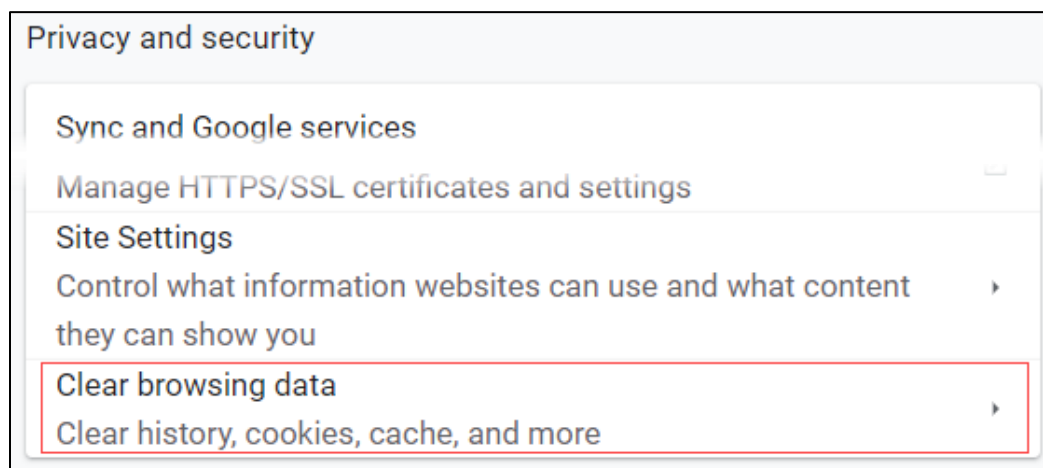 Privacy and security
Sync and Google services
Manage HTTPS/SSL certificates and settings
Site Settings
Control what information websites can use and what content
they can show you
Clear browsing data
Clear history, cookies, cache, and more